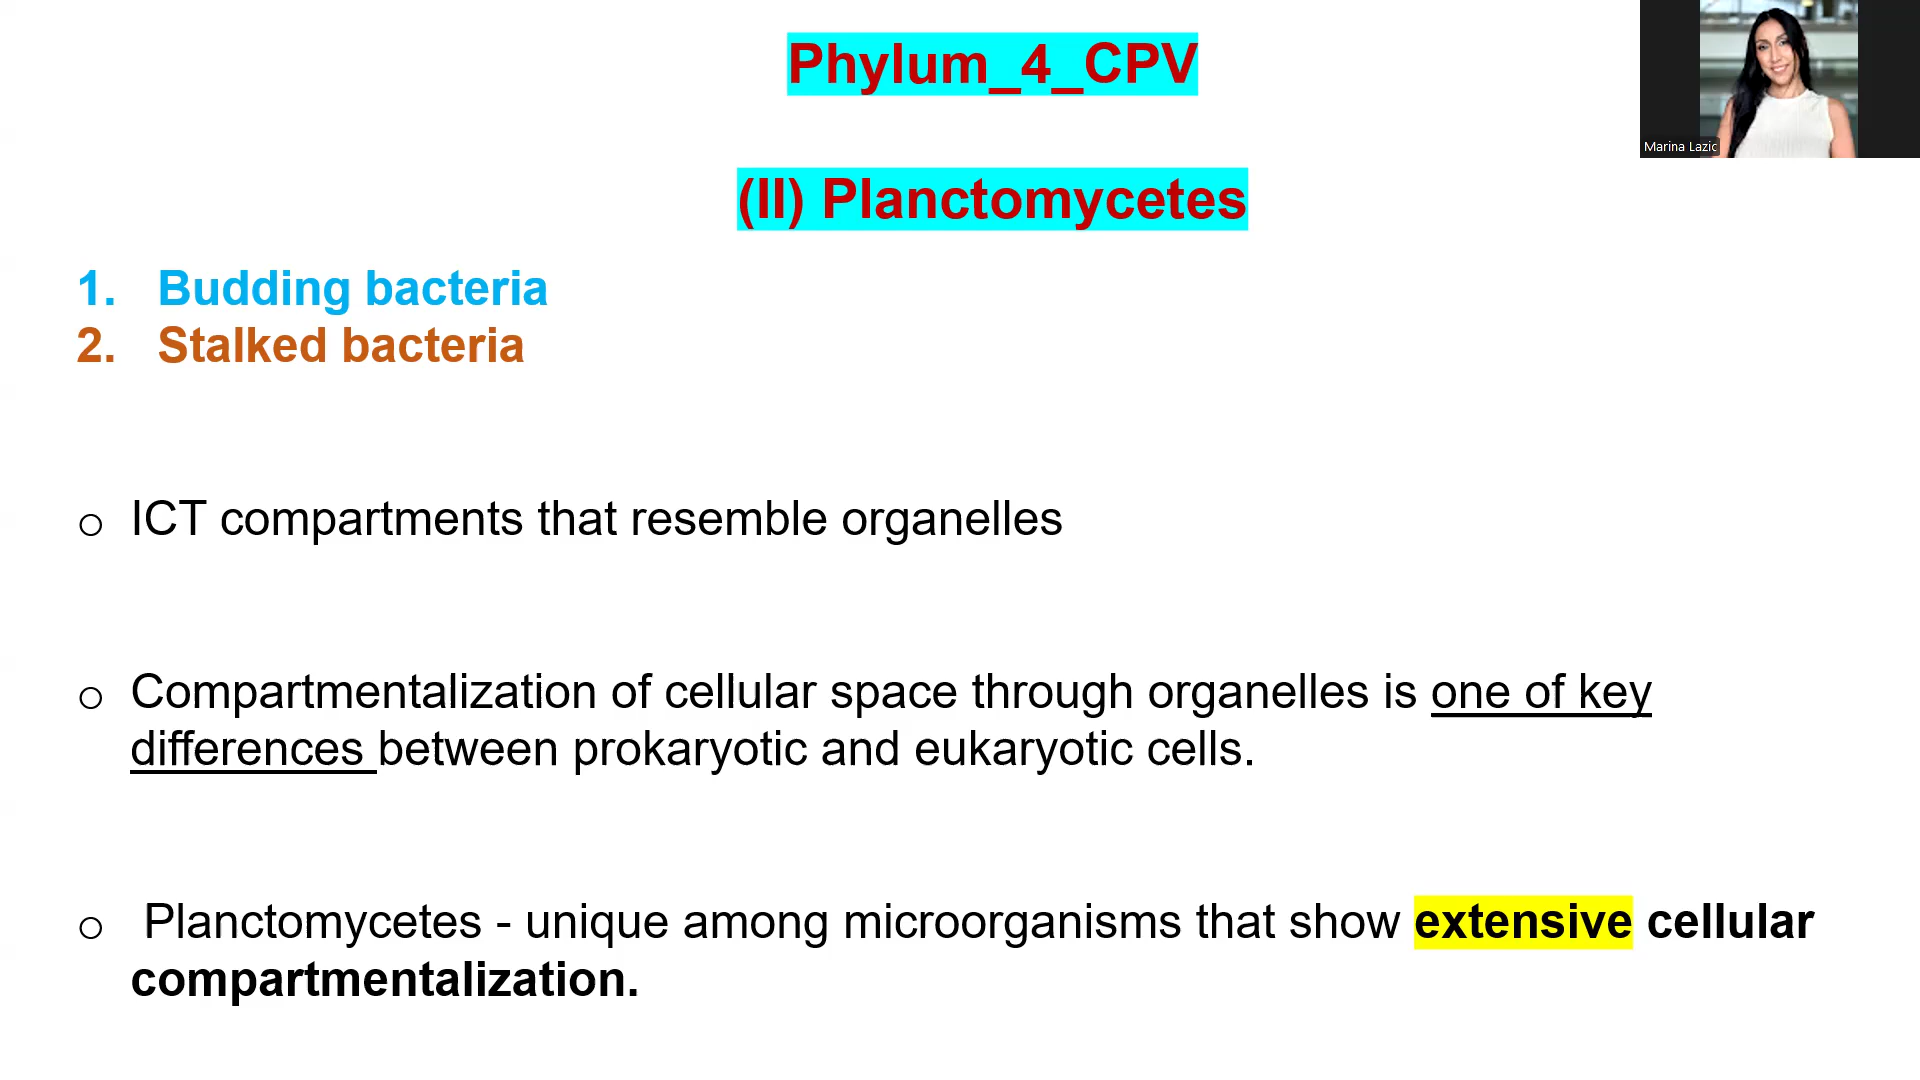 Phylum_4_CPV
Marina Lazic
(II) Planctomycetes
1. Budding bacteria
2. Stalked bacteria
o ICT compartments that resemble organelles
o Compartmentalization of cellular space through organelles is one of key
differences between prokaryotic and eukaryotic cells.
o Planctomycetes - unique among microorganisms that show extensive cellular
compartmentalization.